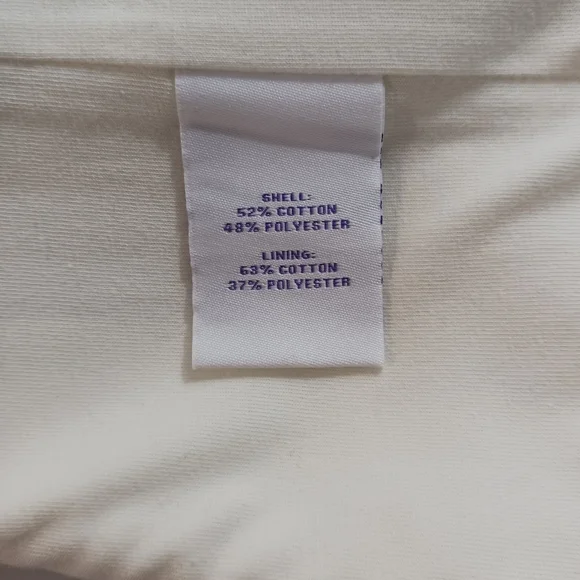 SHELL:
52% COTTON
48% POLYESTER
LINING:
63% COTTON
37% POLYESTER